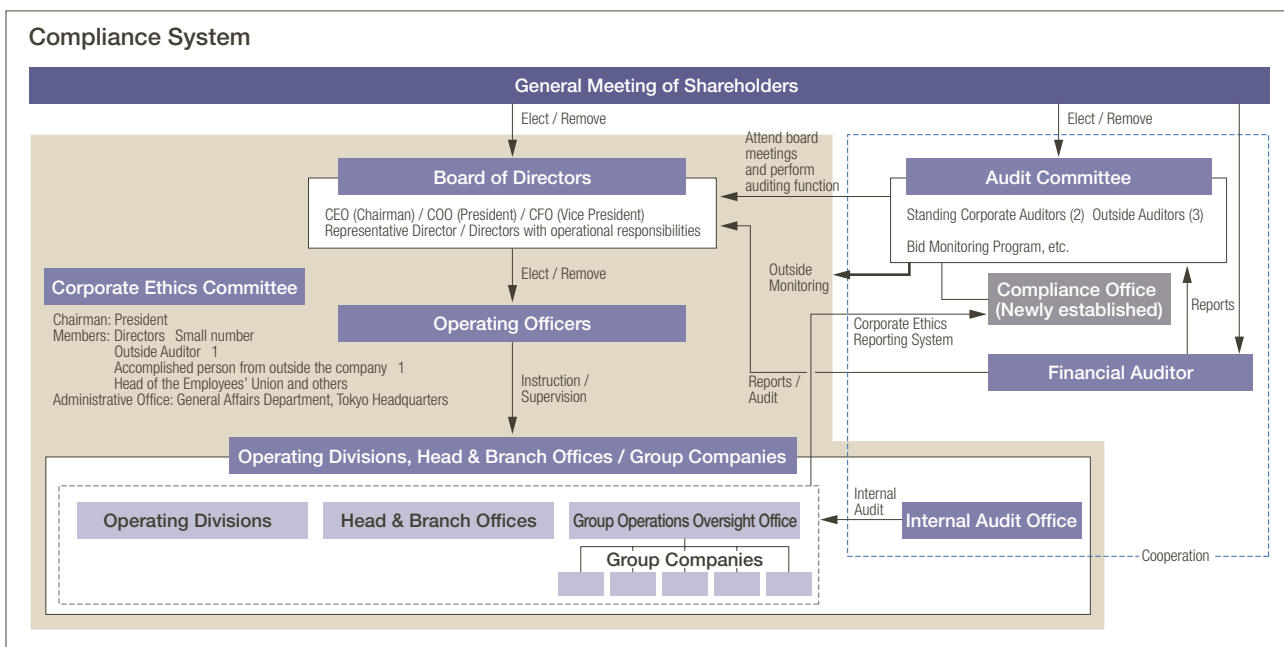 Compliance System
General Meeting of Shareholders
Elect / Remove
Elect / Remove
Attend board
meetings
and perform
auditing function
Board of Directors
CEO (Chairman) / COO (President) / CFO (Vice President)
Representative Director / Directors with operational responsibilities
Audit Committee
Standing Corporate Auditors (2) Outside Auditors (3)
Bid Monitoring Program, etc.
Elect / Remove
Outside
Monitoring
Corporate Ethics Committee
Chairman: President
Members: Directors Small number
Outside Auditor 1
Accomplished person from outside the company 1
Head of the Employees' Union and others
Administrative Office: General Affairs Department, Tokyo Headquarters
Operating Officers
Compliance Office
(Newly established)
Reports
Corporate Ethics
Reporting System
Financial Auditor
Instruction /
Supervision
Reports /
Audit
Operating Divisions, Head & Branch Offices / Group Companies
Operating Divisions
Head & Branch Offices
Group Operations Oversight Office
Group Companies
Internal
Audit
Internal Audit Office
Cooperation